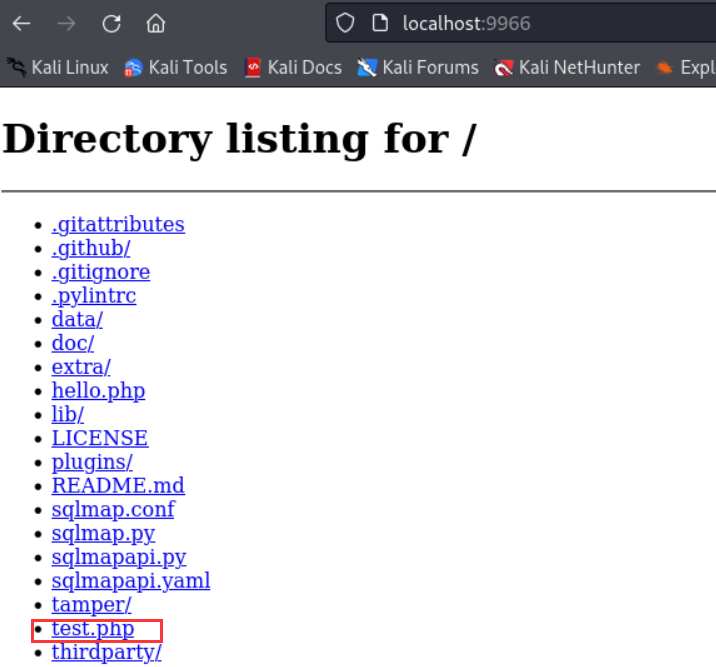 localhost:9966
Kali Linux Kali Tools Kali Docs Kali Forums Kali NetHunter Expl
Directory listing for /
.gitattributes
.github/
.gitignore
.pylintrc
data/
doc/
extra/
hello.php
lib/
LICENSE
plugins/
README.md
sqlmap.conf
sqlmap.py
sqlmapapi.py
sqlmapapi.yaml
tamper/
test.php
thirdparty/